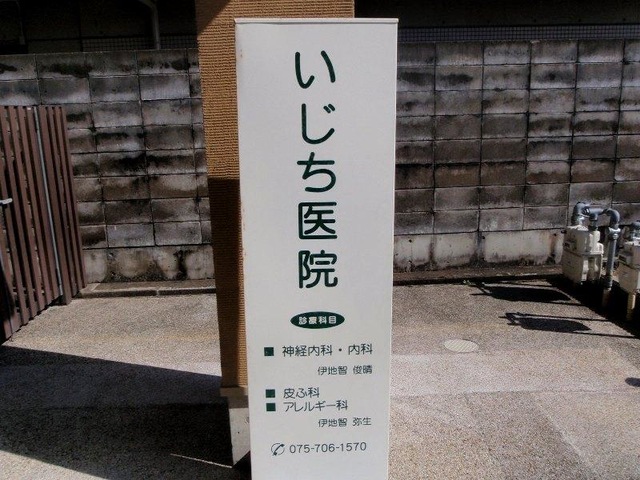 いじち医院
診療科目
■ 神経内科・内科
伊地智 俊晴
■ 皮ふ科
■ アレルギー科
伊地智 弥生
075-706-1570